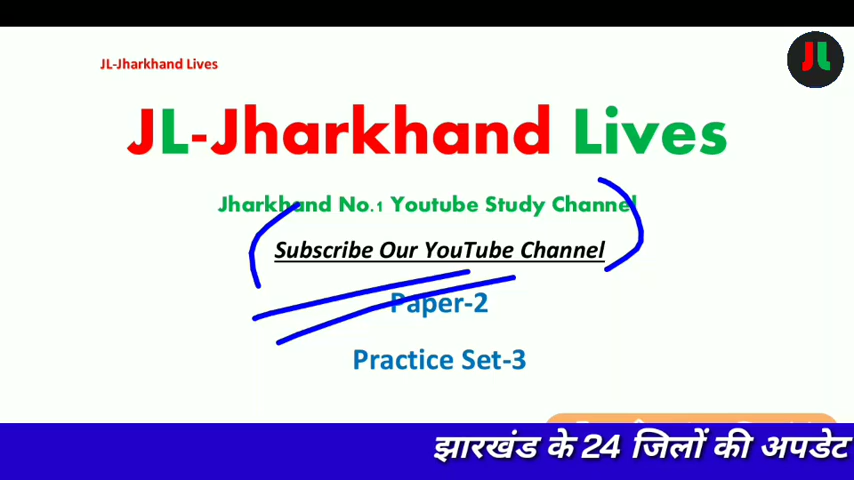 JL-Jharkhand Lives
JL
JL-Jharkhand Lives
Jharkhand No.1 Youtube Study Channel
Subscribe Our YouTube Channel
Paper-2
Practice Set-3
झारखंड के 24 जिलों की अपडेट